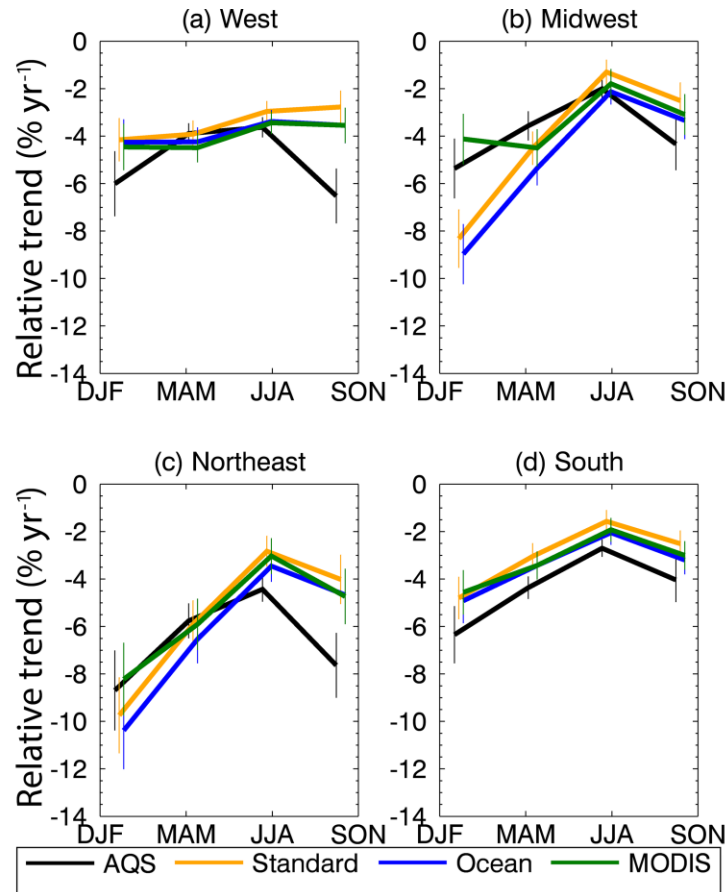 (a) West
(b) Midwest
Relative trend (% yr⁻¹)
0
-2
-4
-6
-8
-10
-12
-14
DJF MAM JJA SON
0
-2
-4
-6
-8
-10
-12
-14
DJF MAM JJA SON
(c) Northeast
(d) South
Relative trend (% yr⁻¹)
0
-2
-4
-6
-8
-10
-12
-14
DJF MAM JJA SON
0
-2
-4
-6
-8
-10
-12
-14
DJF MAM JJA SON
AQS Standard Ocean MODIS